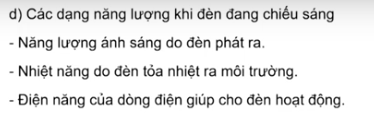 d) Các dạng năng lượng khi đèn đang chiếu sáng
- Năng lượng ánh sáng do đèn phát ra.
- Nhiệt năng do đèn tỏa nhiệt ra môi trường.
- Điện năng của dòng điện giúp cho đèn hoạt động.